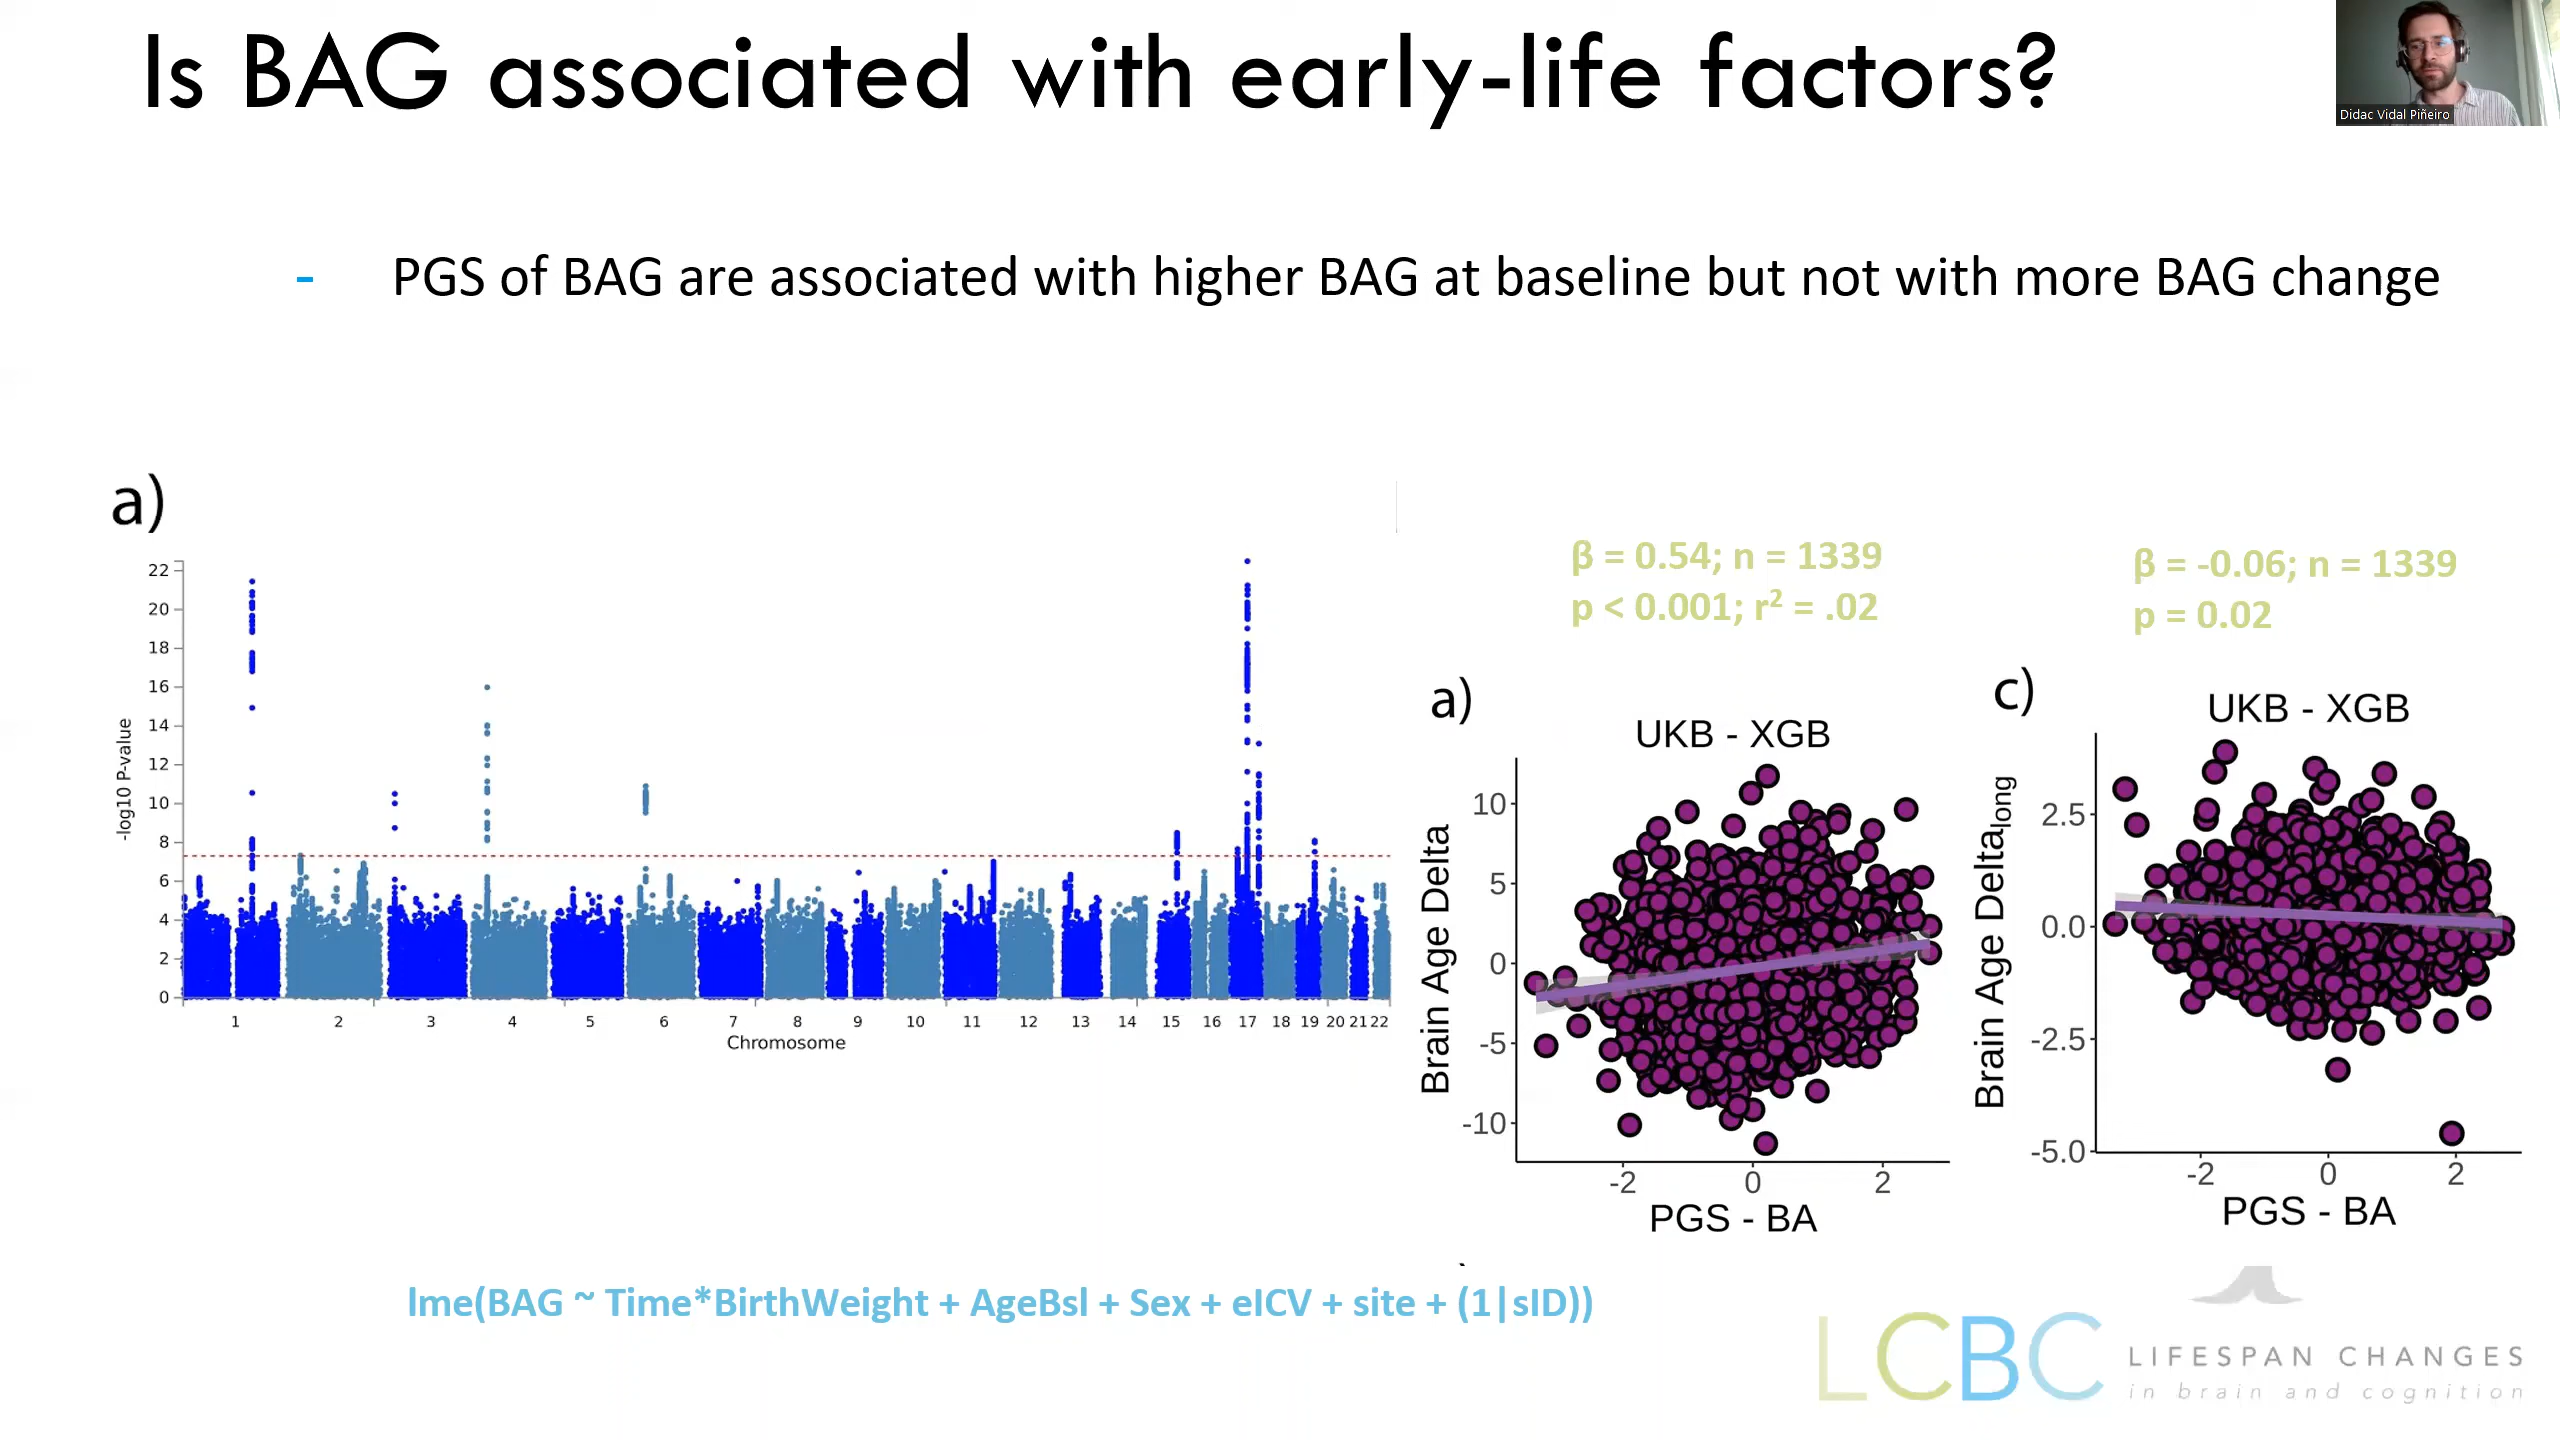 Is BAG associated with early-life factors?
Didac Vidal Piñeiro
- PGS of BAG are associated with higher BAG at baseline but not with more BAG change
a)
22
20
18
16
14
12
10
8
6
4
2
0
-log10 P-value
1 2 3 4 5 6 7 8 9 10 11 12 13 14 15 16 17 18 19 20 21 22
Chromosome
β = 0.54; n = 1339
p < 0.001; r² = .02
a)
UKB - XGB
10
5
0
-5
-10
Brain Age Delta
-2 0 2
PGS - BA
β = -0.06; n = 1339
p = 0.02
c)
UKB - XGB
2.5
0.0
-2.5
-5.0
Brain Age Delta long
-2 0 2
PGS - BA
lme(BAG ~ Time*BirthWeight + AgeBsl + Sex + eICV + site + (1|sID))
LCBC
LIFESPAN CHANGES
in brain and cognition